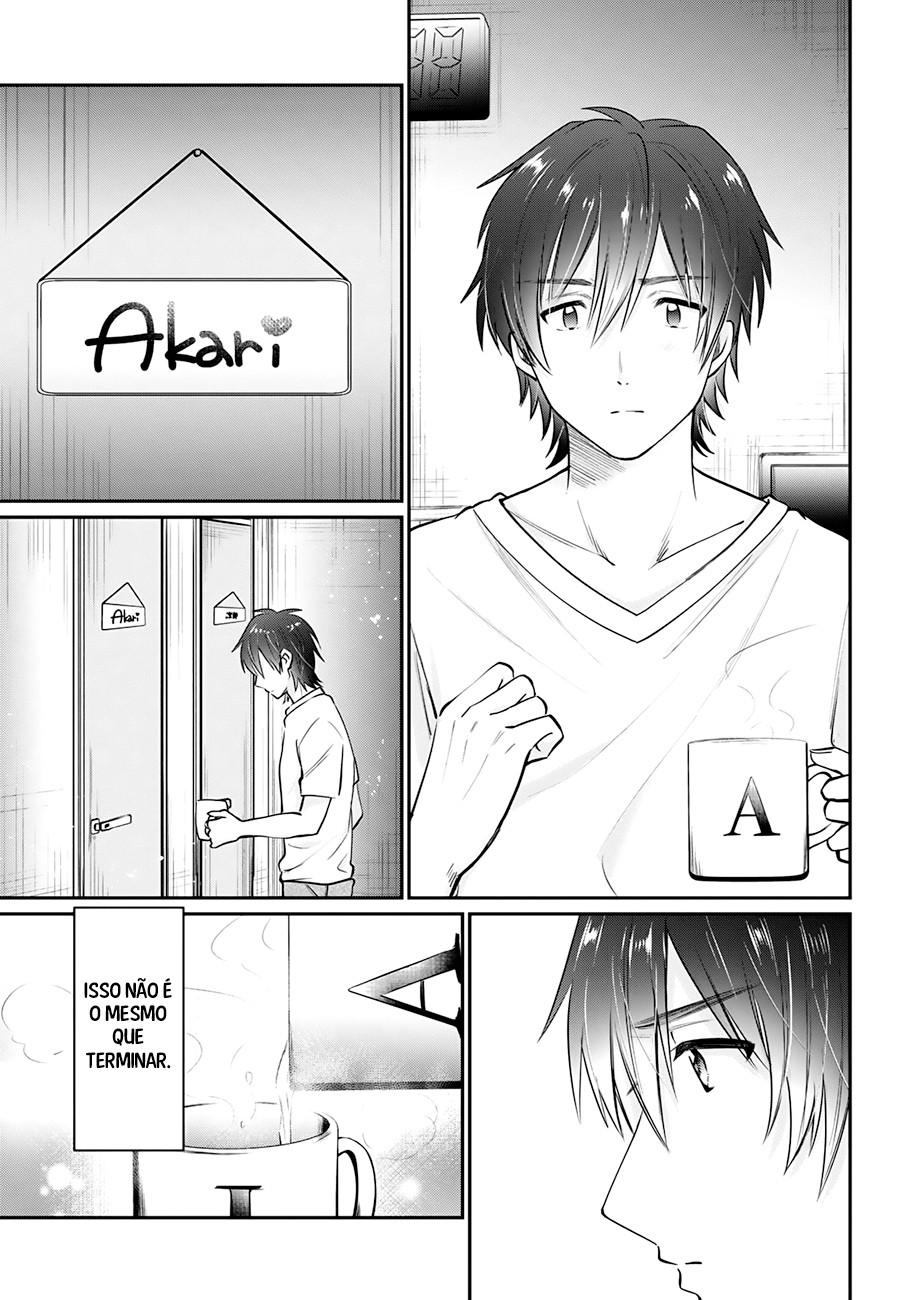 A
Akari
Akari
ISSO NÃO É
O MESMO
QUE
TERMINAR.
A